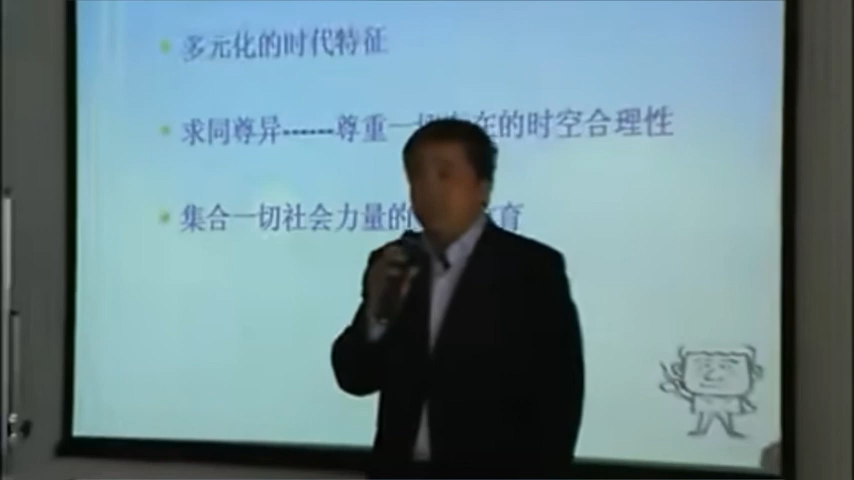 多元化的时代特征
求同尊异------尊重一切 在的时空合理性
集合一切社会力量的 育